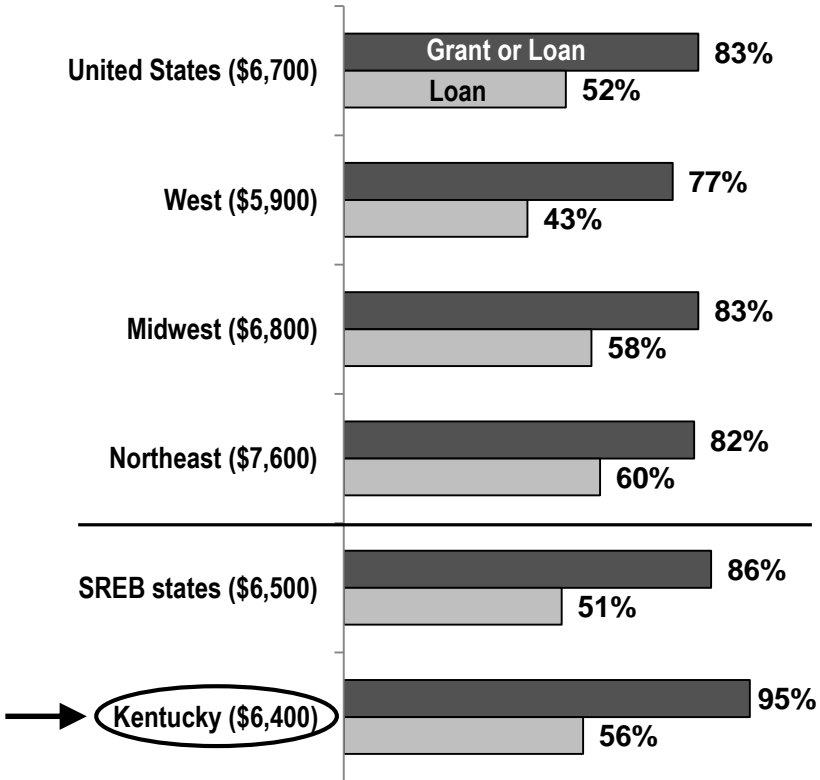 Grant or Loan
83%
United States ($6,700)
Loan
52%
77%
West ($5,900)
43%
83%
Midwest ($6,800)
58%
82%
Northeast ($7,600)
60%
86%
SREB states ($6,500)
51%
95%
Kentucky ($6,400)
56%